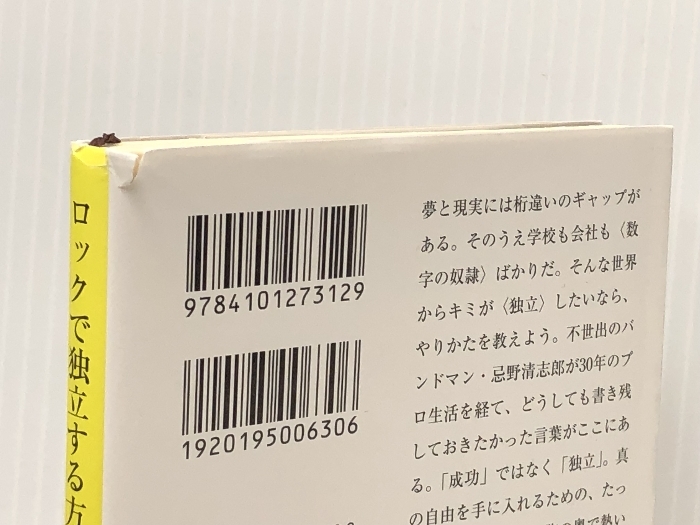 ロックで独立する方
9784101273129
1920195006306
夢と現実には桁違いのギャップが
ある。そのうえ学校も会社も〈数
字の奴隷〉ばかりだ。そんな世界
からキミが〈独立〉したいなら、
やりかたを教えよう。不世出のバ
ンドマン・忌野清志郎が30年のプ
ロ生活を経て、どうしても書き残
しておきたかった言葉がここにあ
る。「成功」ではなく「独立」。真
の自由を手に入れるための、たっ
の奥で熱い